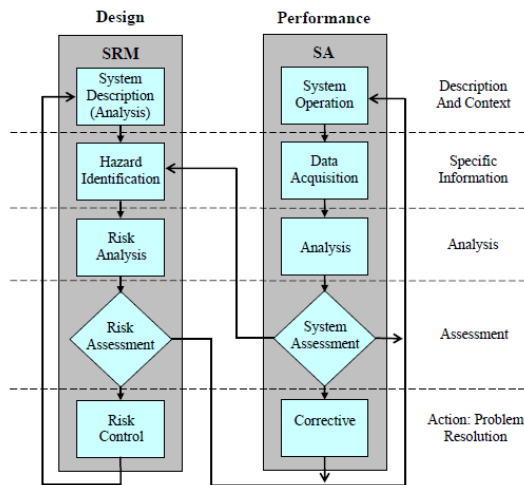 Design
Performance
SRM
SA
System
Description
(Analysis)
System
Operation
Description
And Context
Hazard
Identification
Data
Acquisition
Specific
Information
Risk
Analysis
Analysis
Analysis
Risk
Assessment
System
Assessment
Assessment
Risk
Control
Corrective
Action: Problem
Resolution